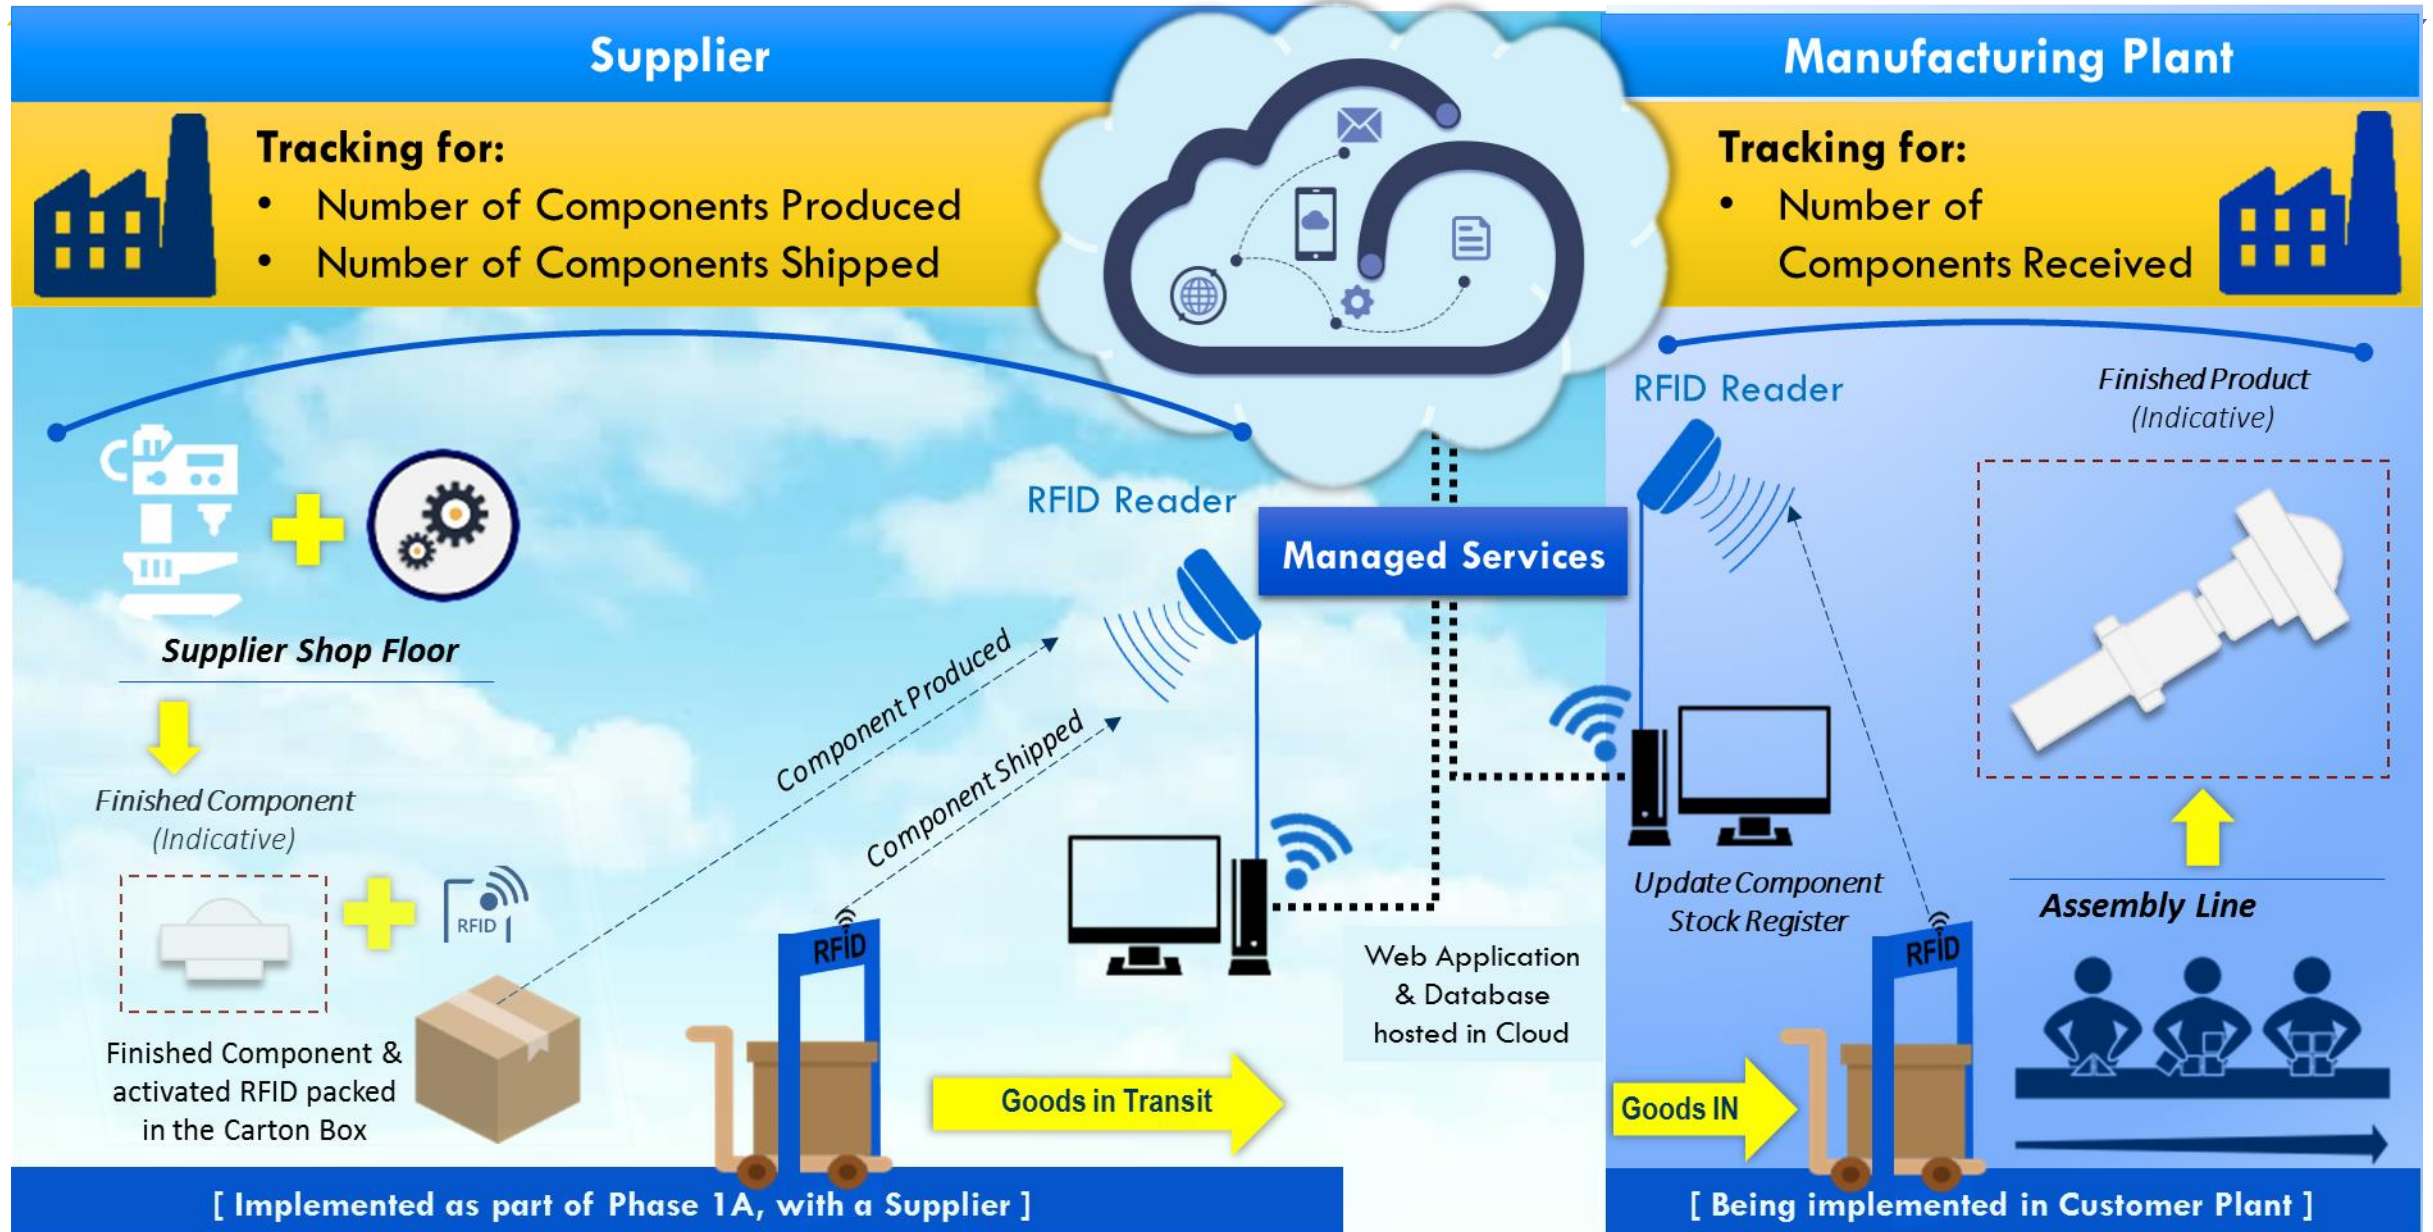 Supplier
Tracking for:
• Number of Components Produced
• Number of Components Shipped
Manufacturing Plant
Tracking for:
• Number of
Components Received
RFID Reader
Finished Product
(Indicative)
RFID Reader
Managed Services
Supplier Shop Floor
Component Produced
Component Shipped
Finished Component
(Indicative)
RFID
Finished Component &
activated RFID packed
in the Carton Box
RFID
Goods in Transit
Web Application
& Database
hosted in Cloud
Update Component
Stock Register
Assembly Line
RFID
Goods IN
[ Implemented as part of Phase 1A, with a Supplier ]
[ Being implemented in Customer Plant ]